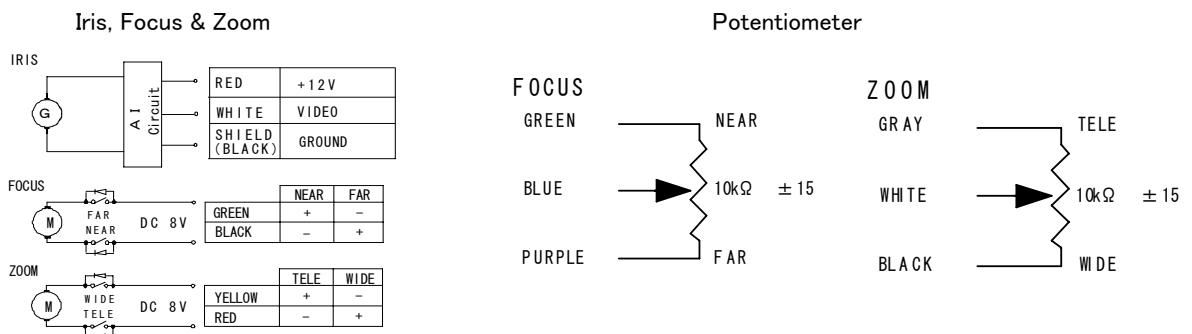 Iris, Focus & Zoom
IRIS
G
AI Circuit
RED +12V
WHITE VIDEO
SHIELD (BLACK) GROUND
FOCUS
M
FAR
NEAR
DC 8V
NEAR FAR
GREEN + −
BLACK − +
ZOOM
M
WIDE
TELE
DC 8V
TELE WIDE
YELLOW + −
RED − +
Potentiometer
FOCUS
GREEN NEAR
BLUE 10kΩ ±15
PURPLE FAR
ZOOM
GRAY TELE
WHITE 10kΩ ±15
BLACK WIDE